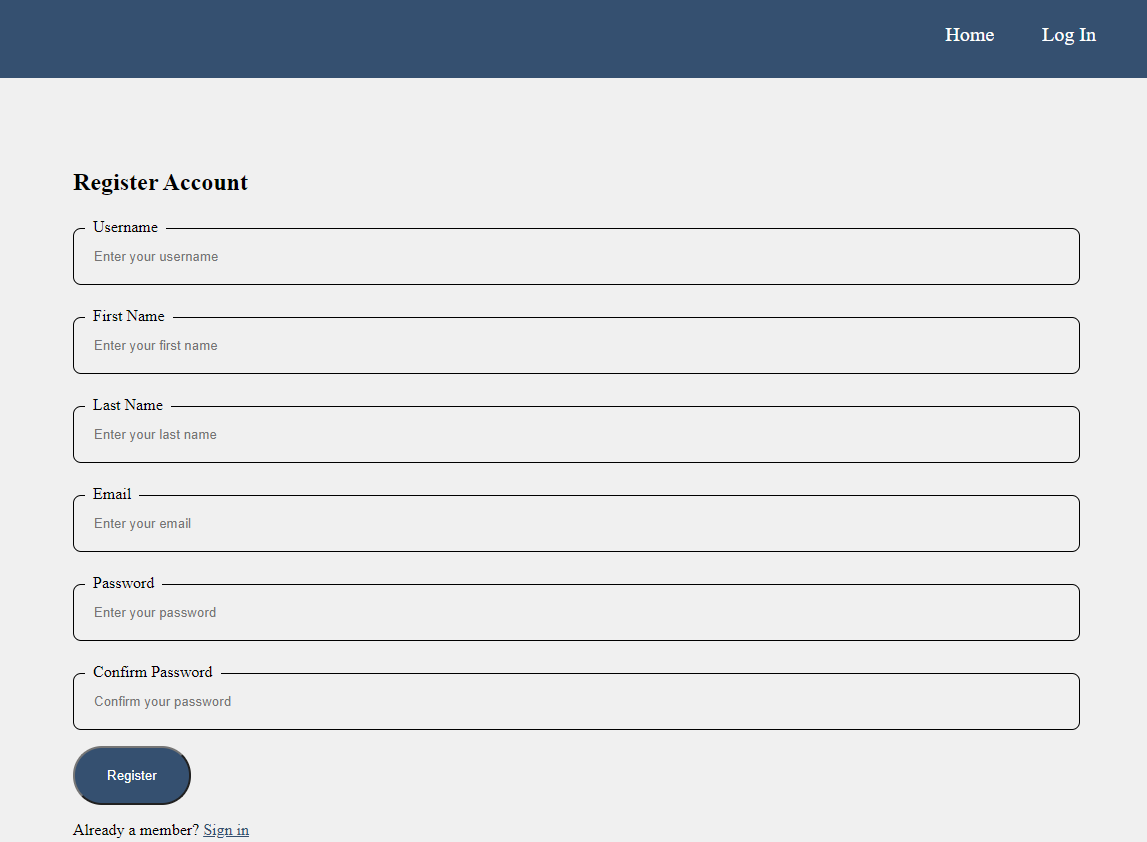 Home Log In
Register Account
Username
Enter your username
First Name
Enter your first name
Last Name
Enter your last name
Email
Enter your email
Password
Enter your password
Confirm Password
Confirm your password
Register
Already a member? Sign in